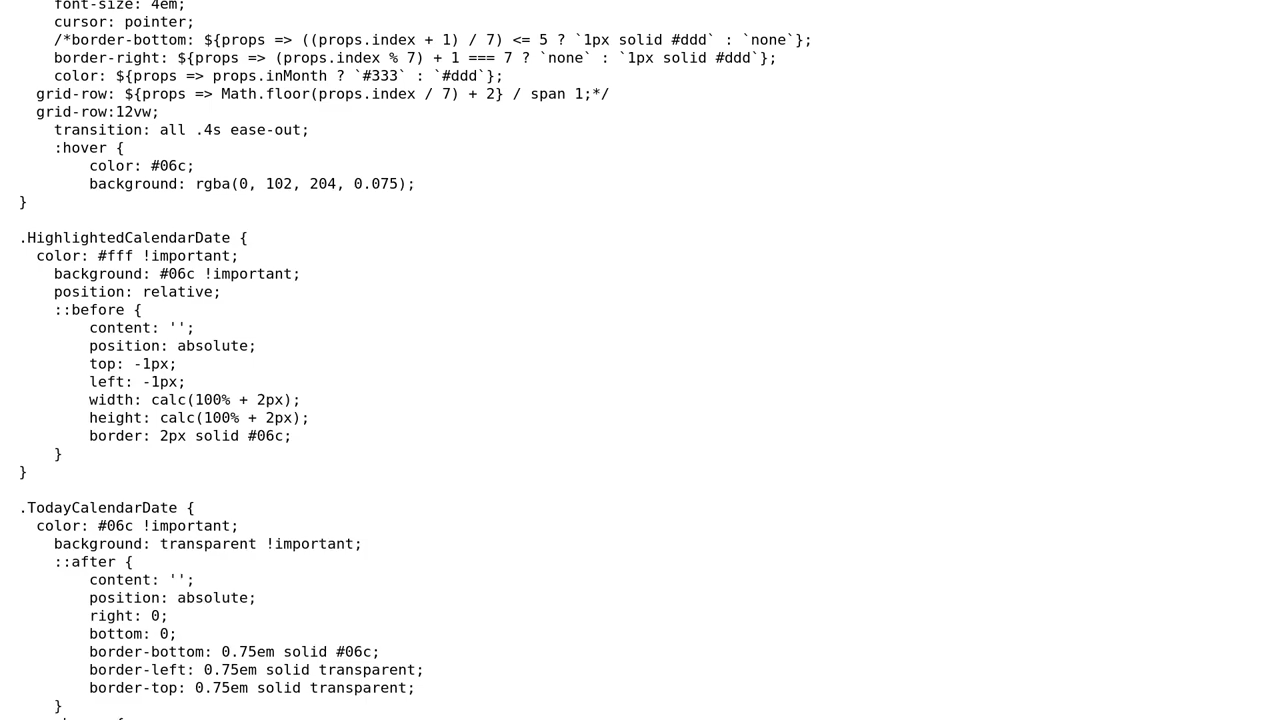 font-size: 4em;
cursor: pointer;
/*border-bottom: ${props => ((props.index + 1) / 7) <= 5 ? `1px solid #ddd` : `none`};
border-right: ${props => (props.index % 7) + 1 === 7 ? `none` : `1px solid #ddd`};
color: ${props => props.inMonth ? `#333` : `#ddd`};
grid-row: ${props => Math.floor(props.index / 7) + 2} / span 1;*/
grid-row:12vw;
transition: all .4s ease-out;
:hover {
color: #06c;
background: rgba(0, 102, 204, 0.075);
}
.HighlightedCalendarDate {
color: #fff !important;
background: #06c !important;
position: relative;
::before {
content: '';
position: absolute;
top: -1px;
left: -1px;
width: calc(100% + 2px);
height: calc(100% + 2px);
border: 2px solid #06c;
}
}
.TodayCalendarDate {
color: #06c !important;
background: transparent !important;
::after {
content: '';
position: absolute;
right: 0;
bottom: 0;
border-bottom: 0.75em solid #06c;
border-left: 0.75em solid transparent;
border-top: 0.75em solid transparent;
}